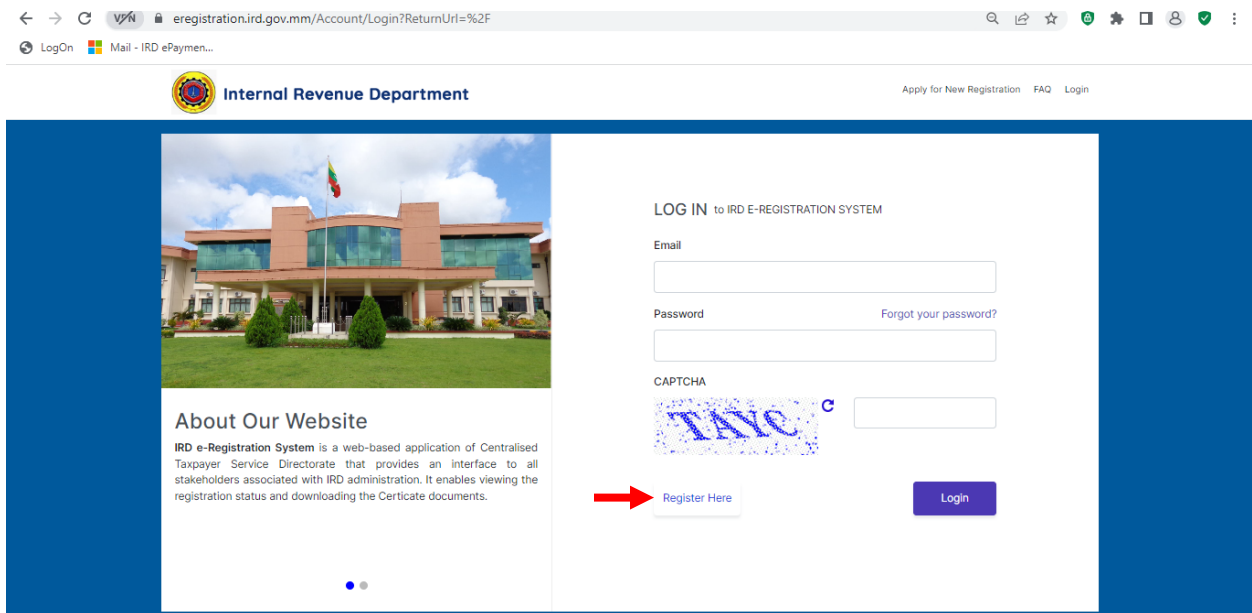 VPN eregistration.ird.gov.mm/Account/Login?ReturnUrl=%2F
LogOn Mail - IRD ePaymen...
Internal Revenue Department
Apply for New Registration FAQ Login
LOG IN to IRD E-REGISTRATION SYSTEM
Email
Password Forgot your password?
CAPTCHA
TAYC
Register Here Login
About Our Website
IRD e-Registration System is a web-based application of Centralised
Taxpayer Service Directorate that provides an interface to all
stakeholders associated with IRD administration. It enables viewing the
registration status and downloading the Certicate documents.